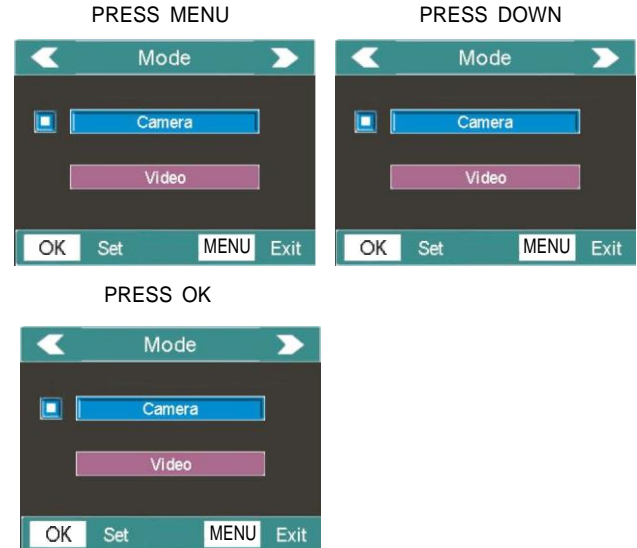 PRESS MENU
PRESS DOWN
Mode
Mode
Camera
Camera
Video
Video
OK Set MENU Exit
OK Set MENU Exit
PRESS OK
Mode
Camera
Video
OK Set MENU Exit